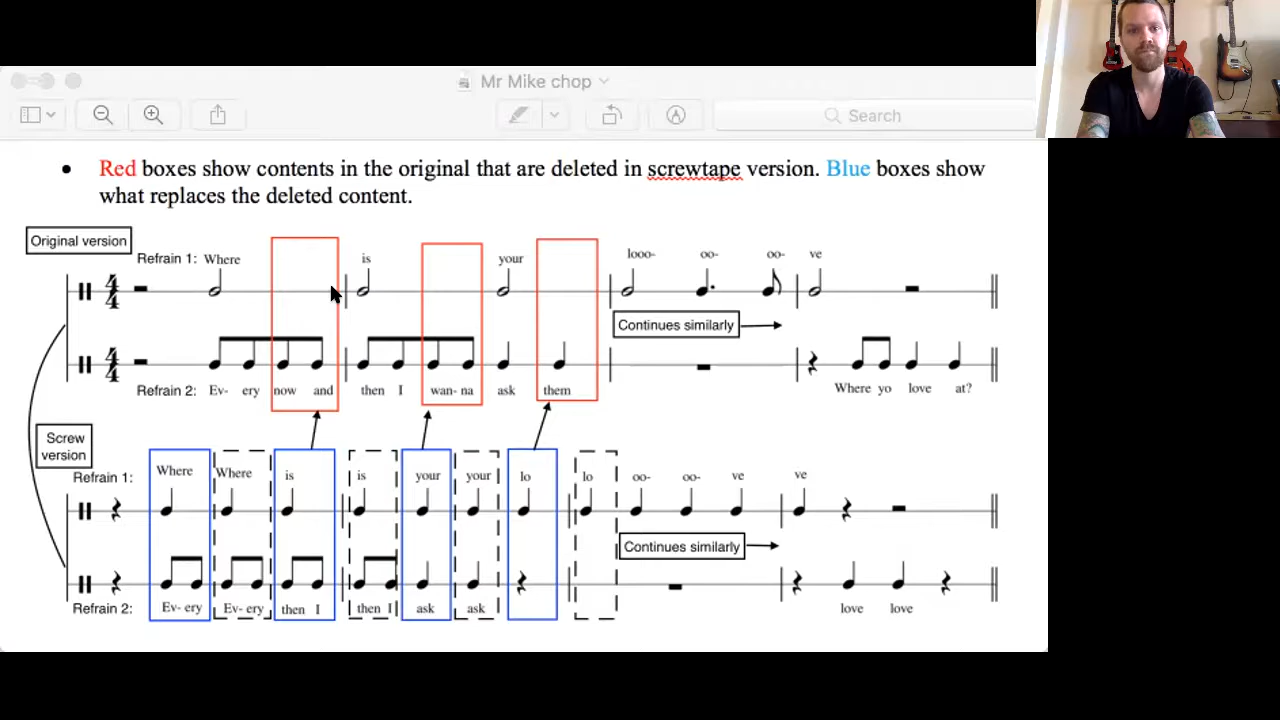 Mr Mike chop
Search
• Red boxes show contents in the original that are deleted in screwtape version. Blue boxes show
what replaces the deleted content.
Original version
Refrain 1: Where is your looo- oo- oo- ve
Continues similarly
Refrain 2: Ev- ery now and then I wan- na ask them Where yo love at?
Screw
version
Refrain 1: Where Where is is your your lo lo oo- oo- ve ve
Continues similarly
Refrain 2: Ev- ery Ev- ery then I then I ask ask love love